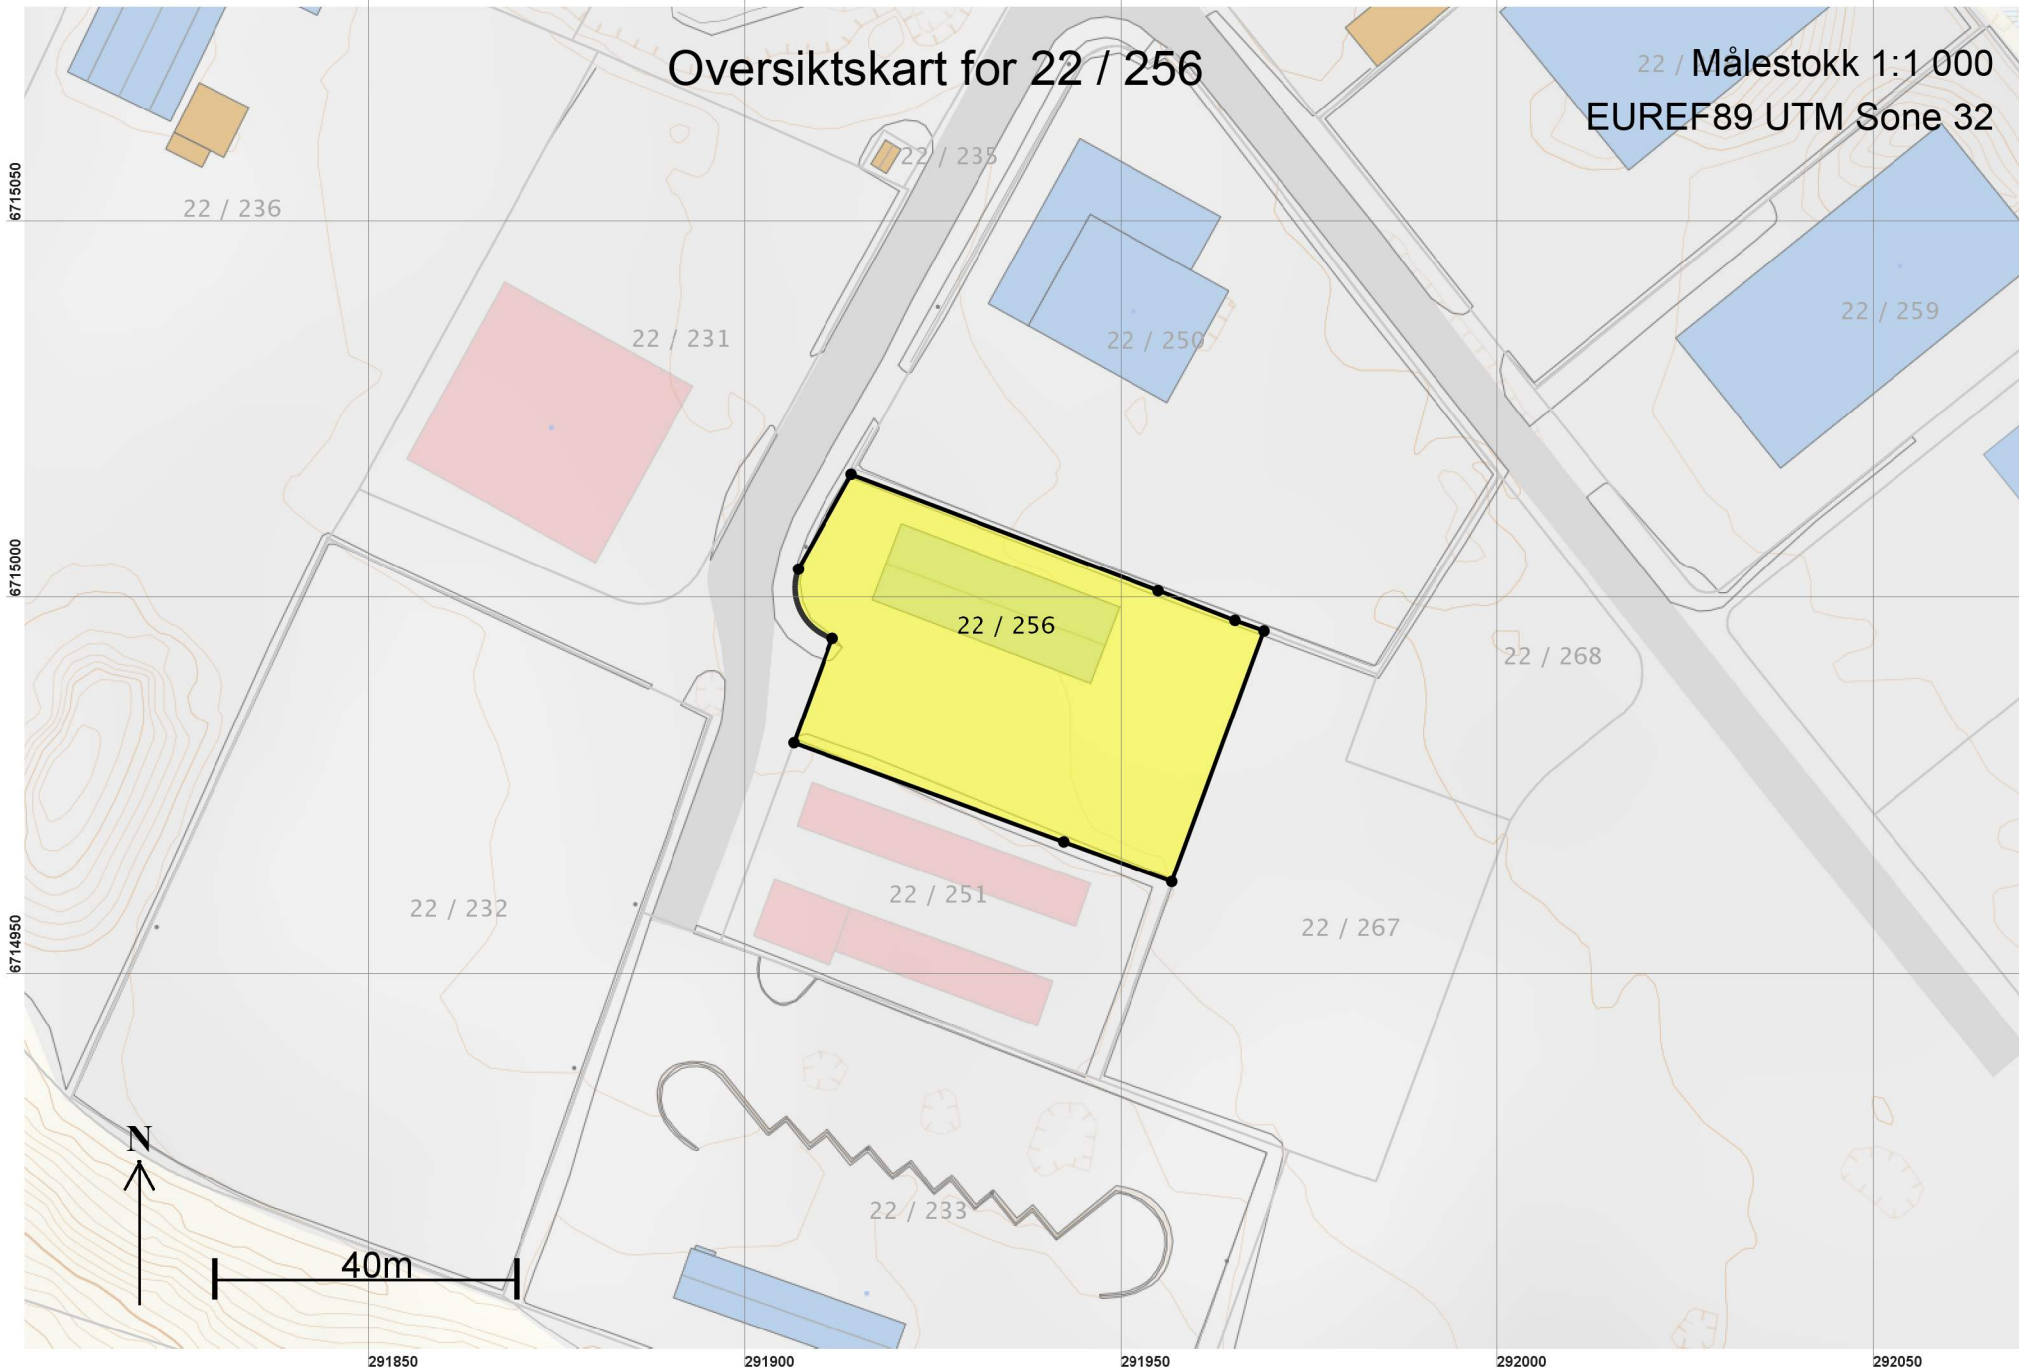 Oversiktskart for 22 / 256
22 /
Målestokk 1:1 000
EUREF89 UTM Sone 32
22 / 235
6715050
22 / 236
22 / 259
22 / 231
22 / 250
6715000
22 / 256
22 / 268
22 / 251
22 / 232
22 / 267
6714950
N
22 / 233
40m
291850
291900
291950
292000
292050